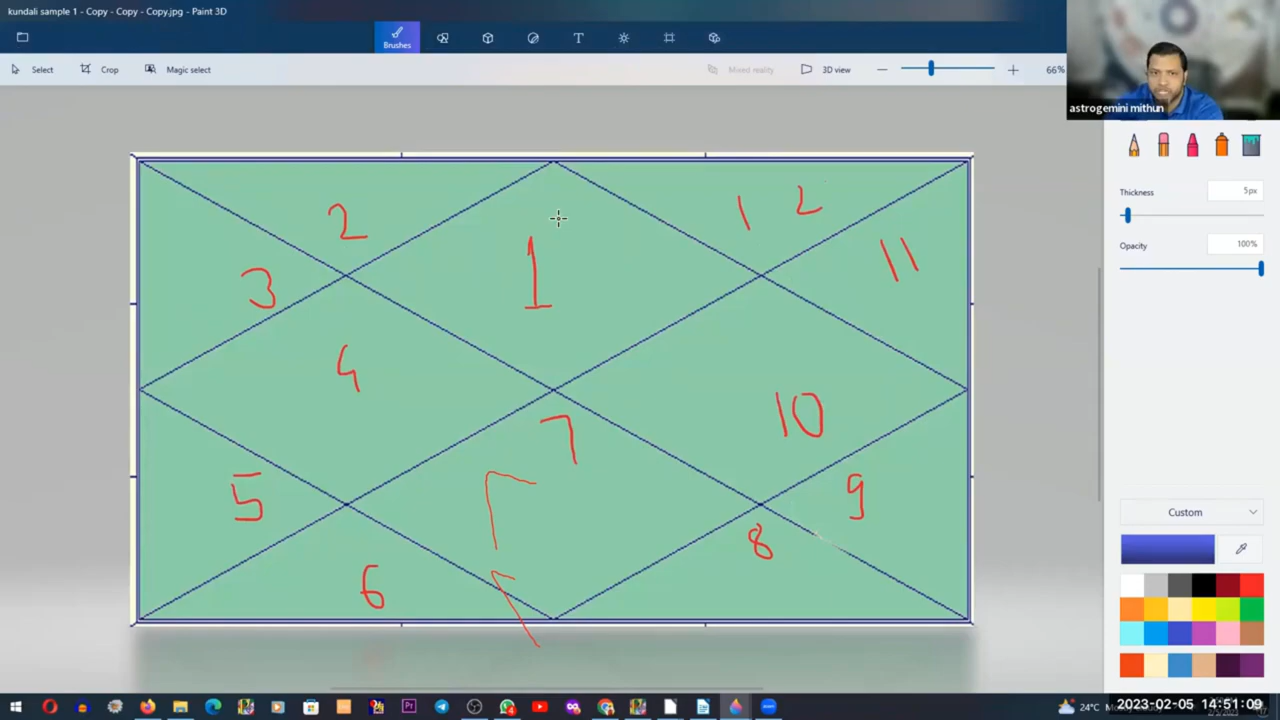 kundali sample 1 - Copy - Copy - Copy.jpg - Paint 3D
Brushes
Select
Crop
Magic select
Mixed reality
3D view
66%
astrogemini mithun
Thickness
5px
Opacity
100%
Custom
2
1
1 2
11
3
4
7
10
5
9
8
6
24°C
2023-02-05 14:51:09